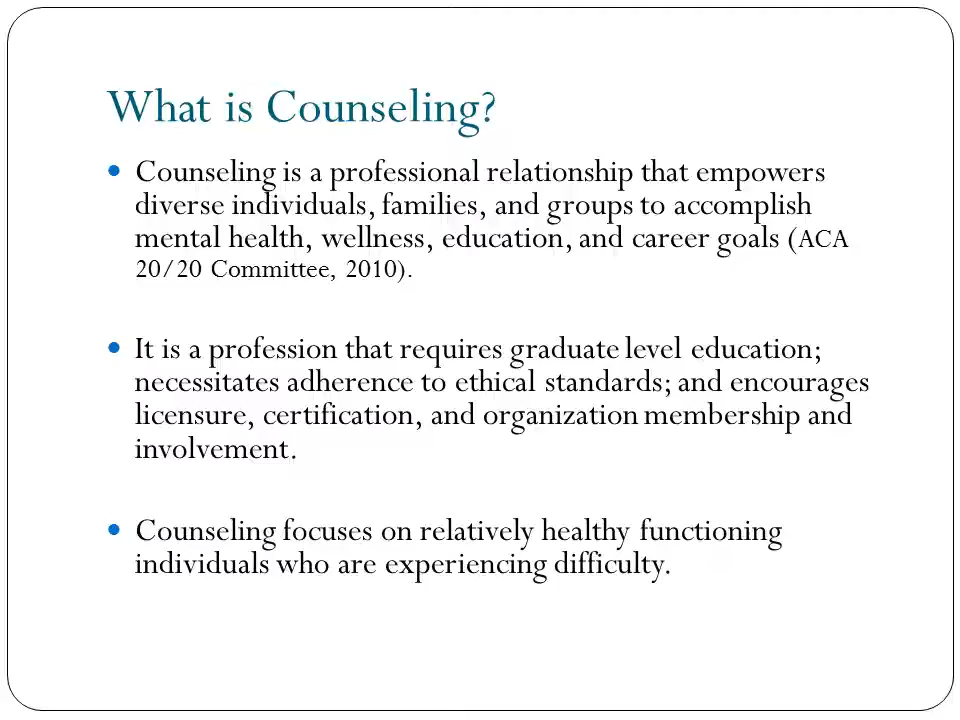 What is Counseling?
• Counseling is a professional relationship that empowers
diverse individuals, families, and groups to accomplish
mental health, wellness, education, and career goals (ACA
20/20 Committee, 2010).
• It is a profession that requires graduate level education;
necessitates adherence to ethical standards; and encourages
licensure, certification, and organization membership and
involvement.
• Counseling focuses on relatively healthy functioning
individuals who are experiencing difficulty.